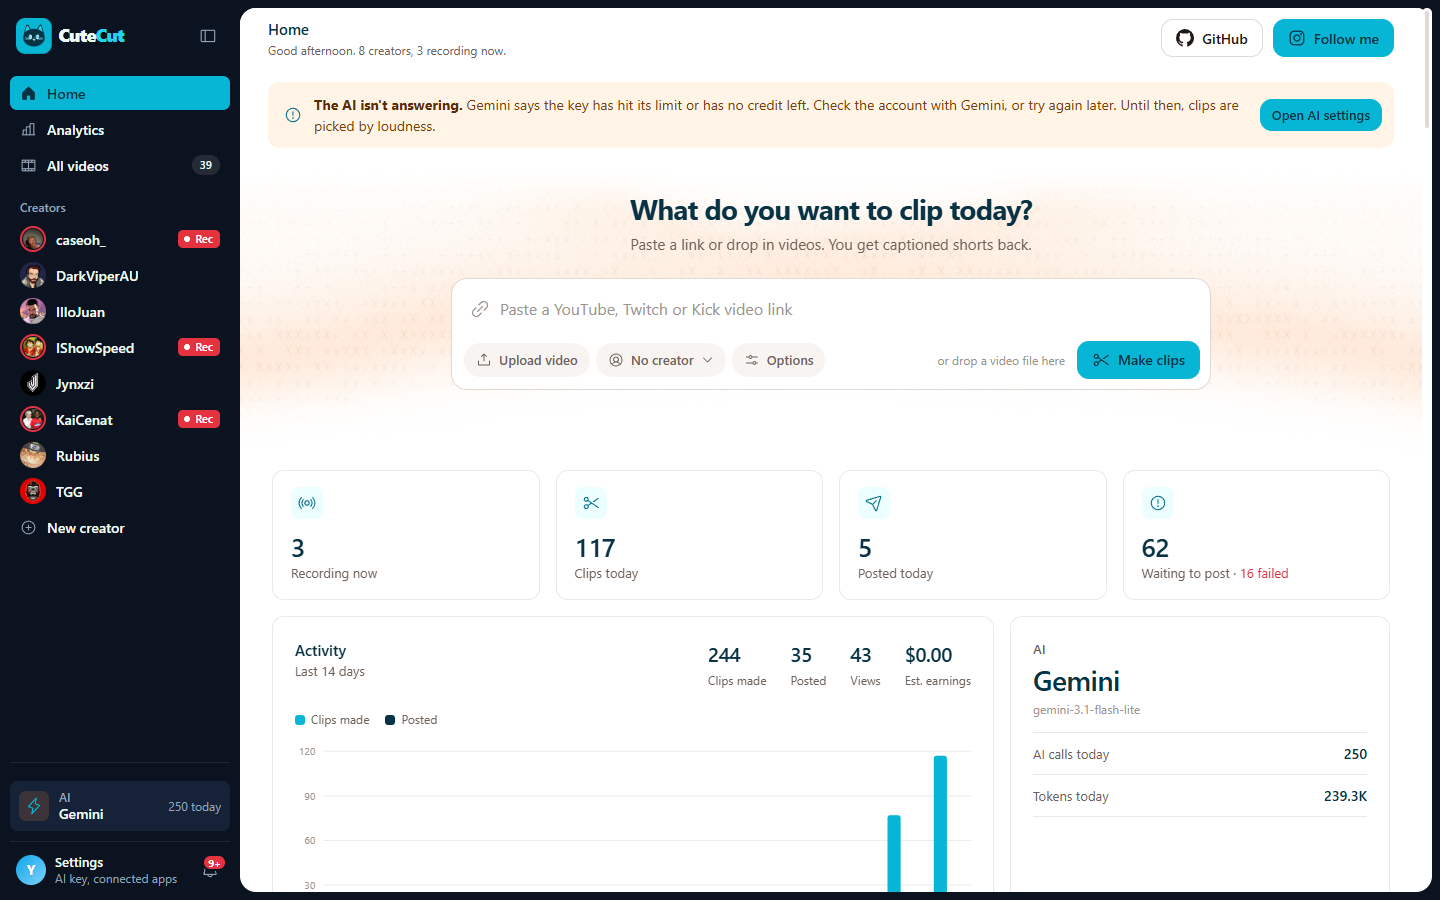 CuteCut
Home
Analytics
All videos 39
Creators
caseoh_ Rec
DarkViperAU
IlloJuan
IShowSpeed Rec
Jynxzi
KaiCenat Rec
Rubius
TGG
New creator
AI
Gemini 250 today
Y Settings 9+
AI key, connected apps
Home
Good afternoon. 8 creators, 3 recording now.
GitHub Follow me
The AI isn't answering. Gemini says the key has hit its limit or has no credit left. Check the account with Gemini, or try again later. Until then, clips are
picked by loudness.
Open AI settings
What do you want to clip today?
Paste a link or drop in videos. You get captioned shorts back.
Paste a YouTube, Twitch or Kick video link
Upload video No creator Options or drop a video file here Make clips
3
Recording now
117
Clips today
5
Posted today
62
Waiting to post · 16 failed
Activity
Last 14 days
244
Clips made
35
Posted
43
Views
$0.00
Est. earnings
Clips made Posted
120
90
60
30
AI
Gemini
gemini-3.1-flash-lite
AI calls today 250
Tokens today 239.3K